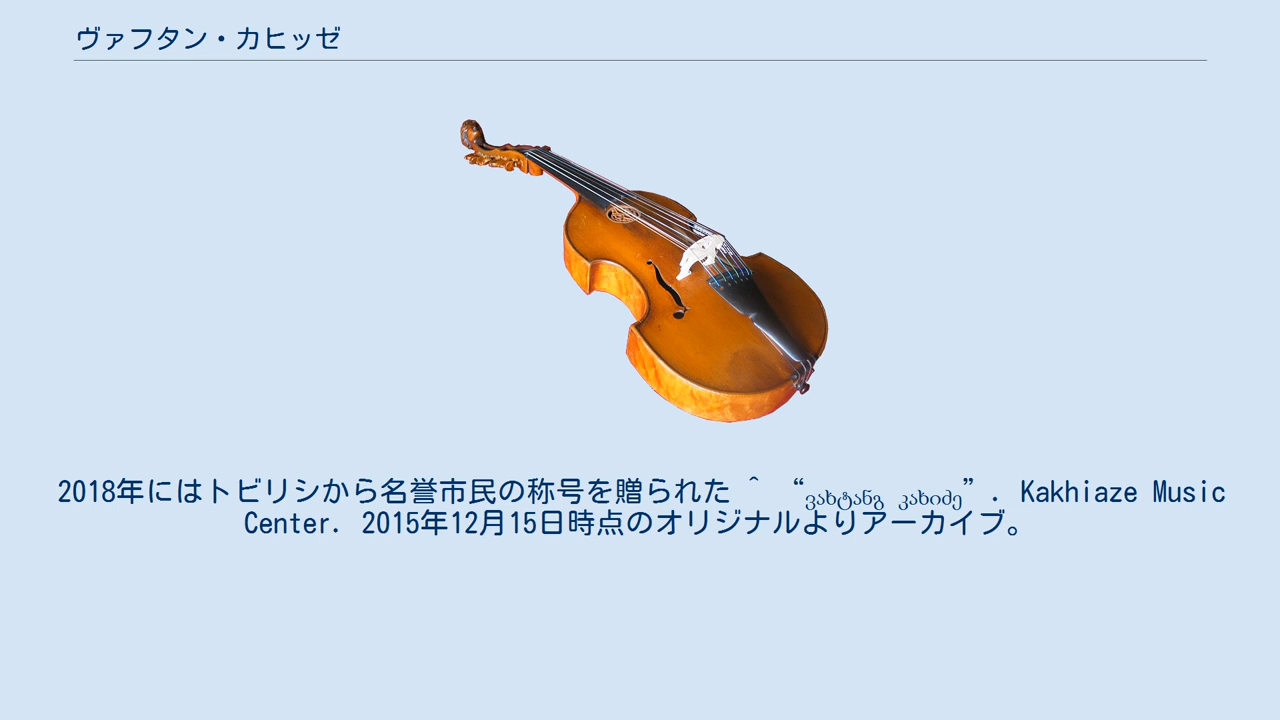 ヴァフタン・カヒッゼ
2018年にはトビリシから名誉市民の称号を贈られた ^ “ვახტანგ კახიძე”. Kakhiaze Music
Center. 2015年12月15日時点のオリジナルよりアーカイブ。